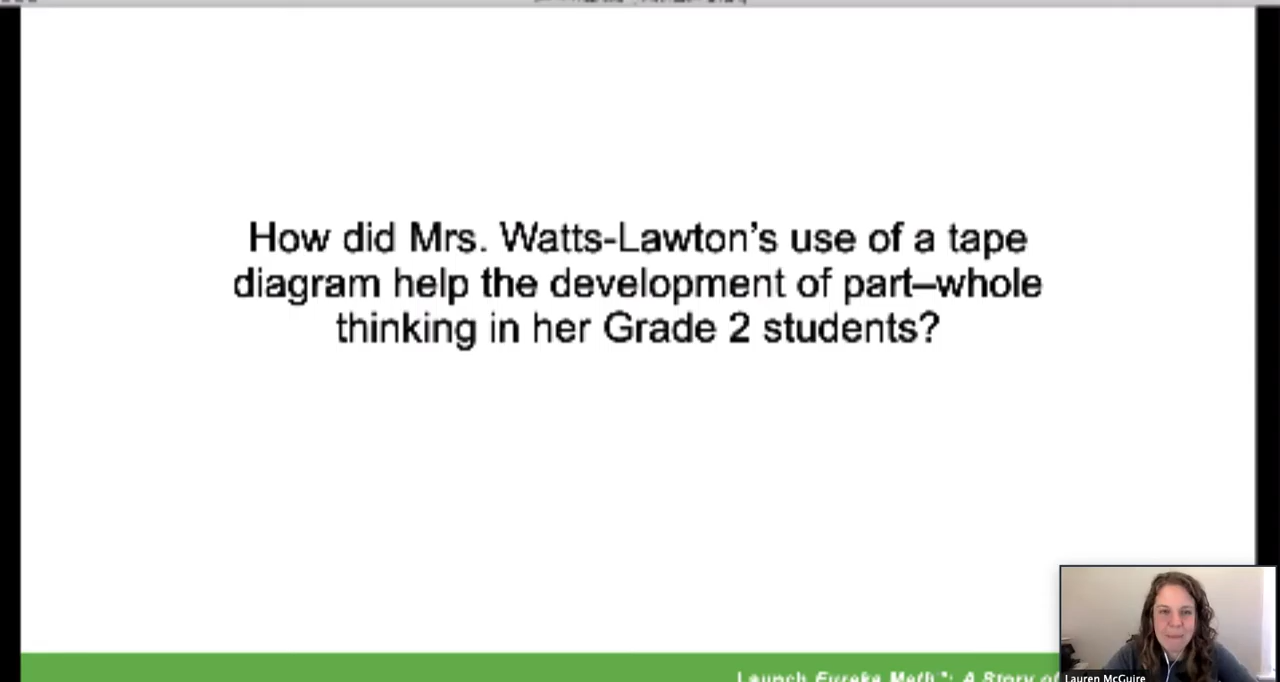 How did Mrs. Watts-Lawton’s use of a tape
diagram help the development of part–whole
thinking in her Grade 2 students?
Launch Eureka Math : A Story of
Lauren McGuire